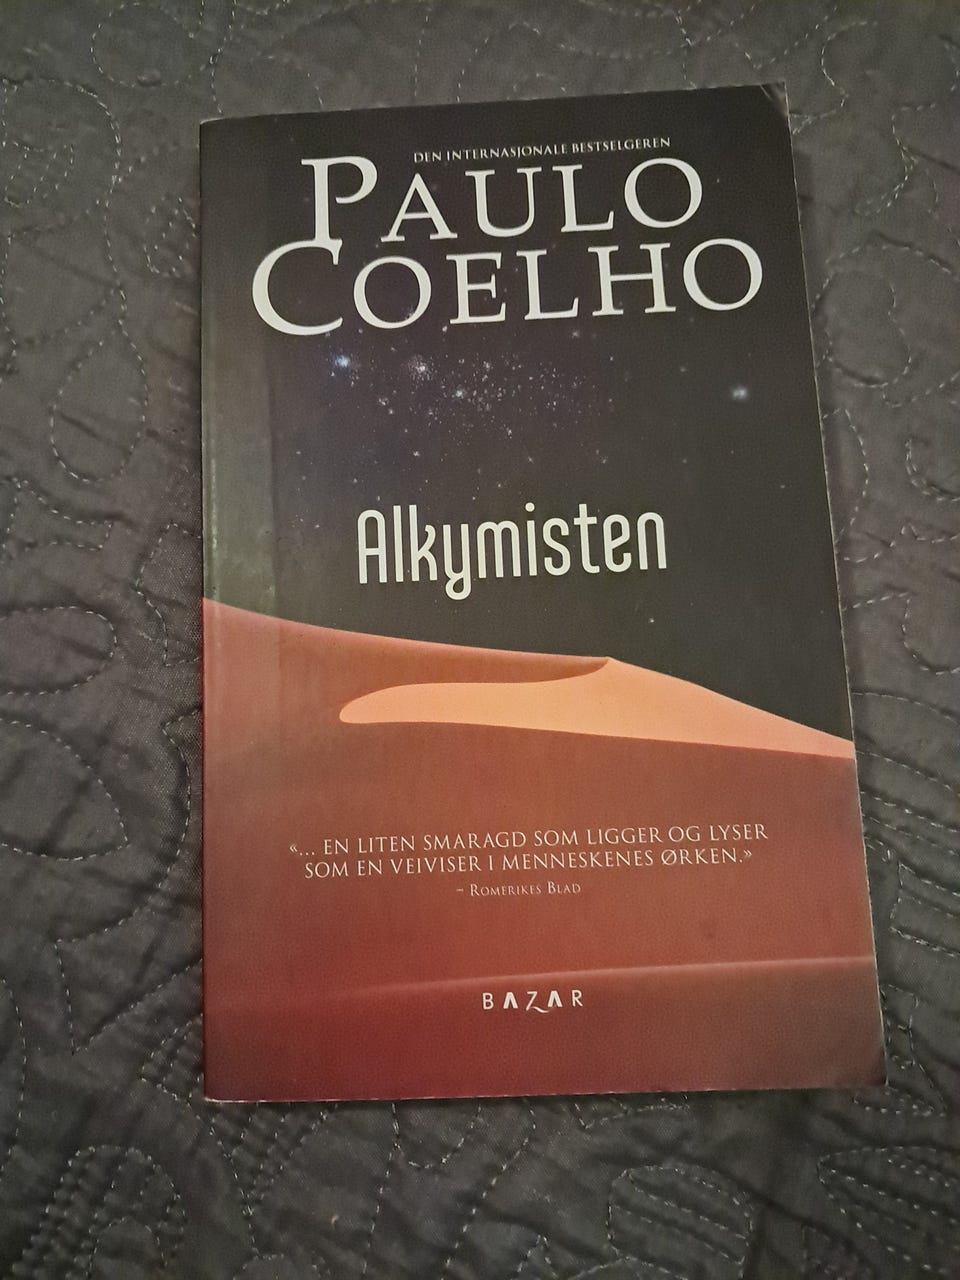 DEN INTERNASJONALE BESTSELGEREN
PAULO
COELHO
Alkymisten
«... EN LITEN SMARAGD SOM LIGGER OG LYSER
SOM EN VEIVISER I MENNESKENES ØRKEN.»
– ROMERIKES BLAD
BAZAR